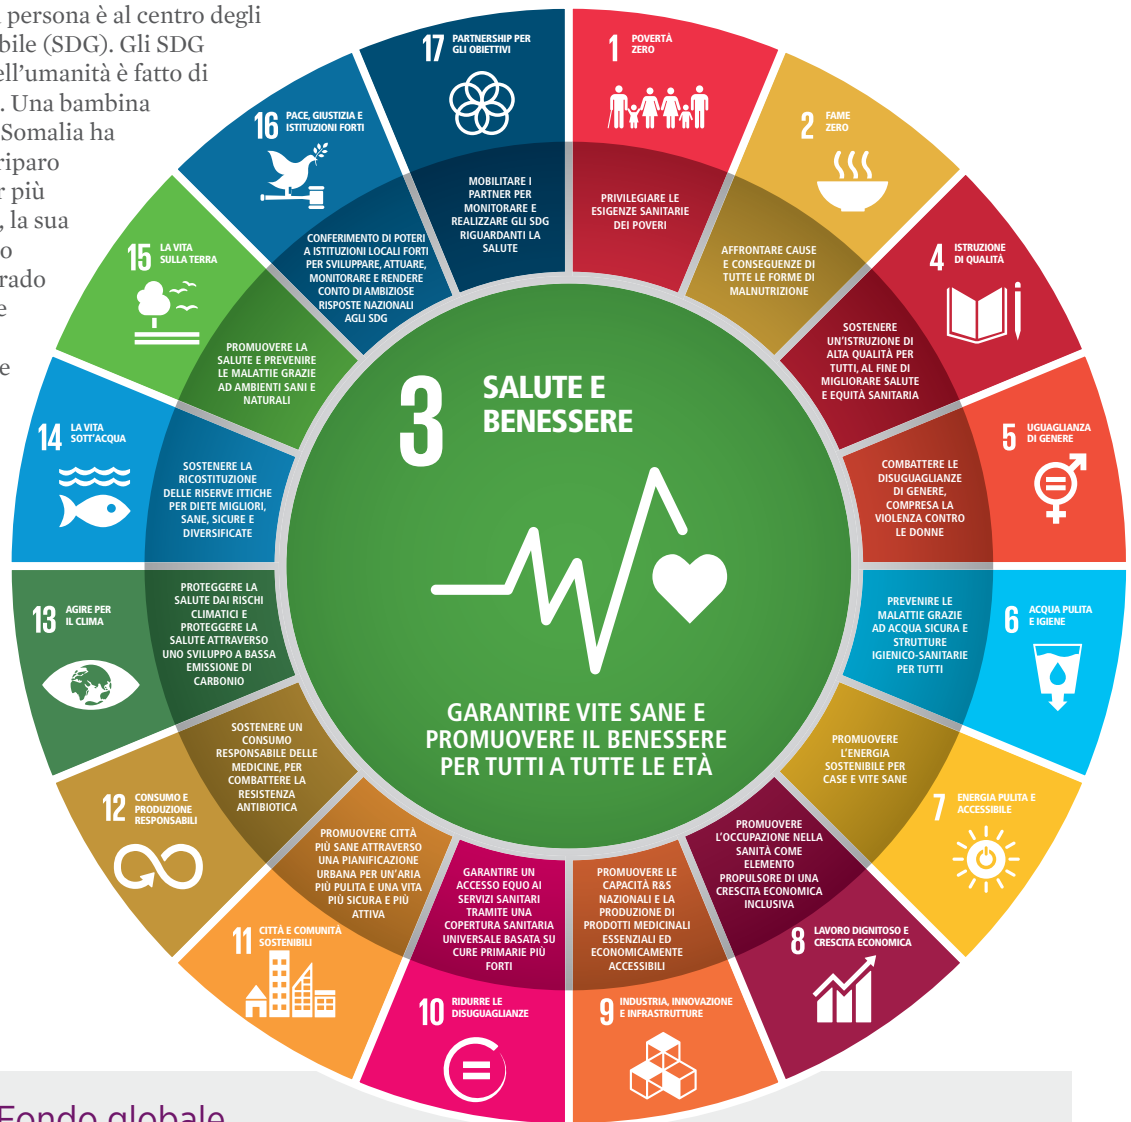 persona è al centro degli
(SDG). Gli SDG
è fatto di
Una bambina
Somalia ha
riparo
più
la sua
e
e
17 PARTNERSHIP PER
GLI OBIETTIVI
MOBILITARE I
PARTNER PER
MONITORARE E
REALIZZARE GLI SDG
RIGUARDANTI LA
SALUTE
1 POVERTÀ
ZERO
PRIVILEGIARE LE
ESIGENZE SANITARIE
DEI POVERI
2 FAME
ZERO
AFFRONTARE CAUSE
E CONSEGUENZE DI
TUTTE LE FORME DI
MALNUTRIZIONE
4 ISTRUZIONE
DI QUALITÀ
SOSTENERE
UN'ISTRUZIONE DI
ALTA QUALITÀ PER
TUTTI, AL FINE DI
MIGLIORARE SALUTE
E EQUITÀ SANITARIA
5 UGUAGLIANZA
DI GENERE
COMBATTERE LE
DISUGUAGLIANZE
DI GENERE,
COMPRESA LA
VIOLENZA CONTRO
LE DONNE
6 ACQUA PULITA
E IGIENE
PREVENIRE LE
MALATTIE GRAZIE
AD ACQUA SICURA E
STRUTTURE
IGIENICO-SANITARIE
PER TUTTI
7 ENERGIA PULITA E
ACCESSIBILE
PROMUOVERE
L'ENERGIA
SOSTENIBILE PER
CASE E VITE SANE
8 LAVORO DIGNITOSO E
CRESCITA ECONOMICA
PROMUOVERE
L'OCCUPAZIONE NELLA
SANITÀ COME
ELEMENTO
PROPULSORE DI UNA
CRESCITA ECONOMICA
INCLUSIVA
9 INDUSTRIA, INNOVAZIONE
E INFRASTRUTTURE
PROMUOVERE LE
CAPACITÀ R&S
NAZIONALI E LA
PRODUZIONE DI
PRODOTTI MEDICINALI
ESSENZIALI ED
ECONOMICAMENTE
ACCESSIBILI
10 RIDURRE LE
DISUGUAGLIANZE
GARANTIRE UN
ACCESSO EQUO AI
SERVIZI SANITARI
TRAMITE UNA
COPERTURA SANITARIA
UNIVERSALE BASATA SU
CURE PRIMARIE PIÙ
FORTI
11 CITTÀ E COMUNITÀ
SOSTENIBILI
PROMUOVERE CITTÀ
PIÙ SANE ATTRAVERSO
UNA PIANIFICAZIONE
URBANA PER UN'ARIA
PIÙ PULITA E UNA VITA
PIÙ SICURA E PIÙ
ATTIVA
12 CONSUMO E
PRODUZIONE
RESPONSABILI
SOSTENERE UN
CONSUMO
RESPONSABILE DELLE
MEDICINE, PER
COMBATTERE LA
RESISTENZA
ANTIBIOTICA
13 AGIRE PER
IL CLIMA
PROTEGGERE LA
SALUTE DAI RISCHI
CLIMATICI E
PROTEGGERE LA
SALUTE ATTRAVERSO
UNO SVILUPPO A BASSA
EMISSIONE DI
CARBONIO
14 LA VITA
SOTT'ACQUA
SOSTENERE LA
RICOSTITUZIONE
DELLE RISERVE ITTICHE
PER DIETE MIGLIORI,
SANE, SICURE E
DIVERSIFICATE
15 LA VITA
SULLA TERRA
PROMUOVERE LA
SALUTE E PREVENIRE
LE MALATTIE GRAZIE
AD AMBIENTI SANI E
NATURALI
16 PACE, GIUSTIZIA E
ISTITUZIONI FORTI
CONFERIMENTO DI POTERI
A ISTITUZIONI LOCALI FORTI
PER SVILUPPARE, ATTUARE,
MONITORARE E RENDERE
CONTO DI AMBIZIOSE
RISPOSTE NAZIONALI
AGLI SDG
3 SALUTE E
BENESSERE
GARANTIRE VITE SANE E
PROMUOVERE IL BENESSERE
PER TUTTI A TUTTE LE ETÀ
Fondo globale